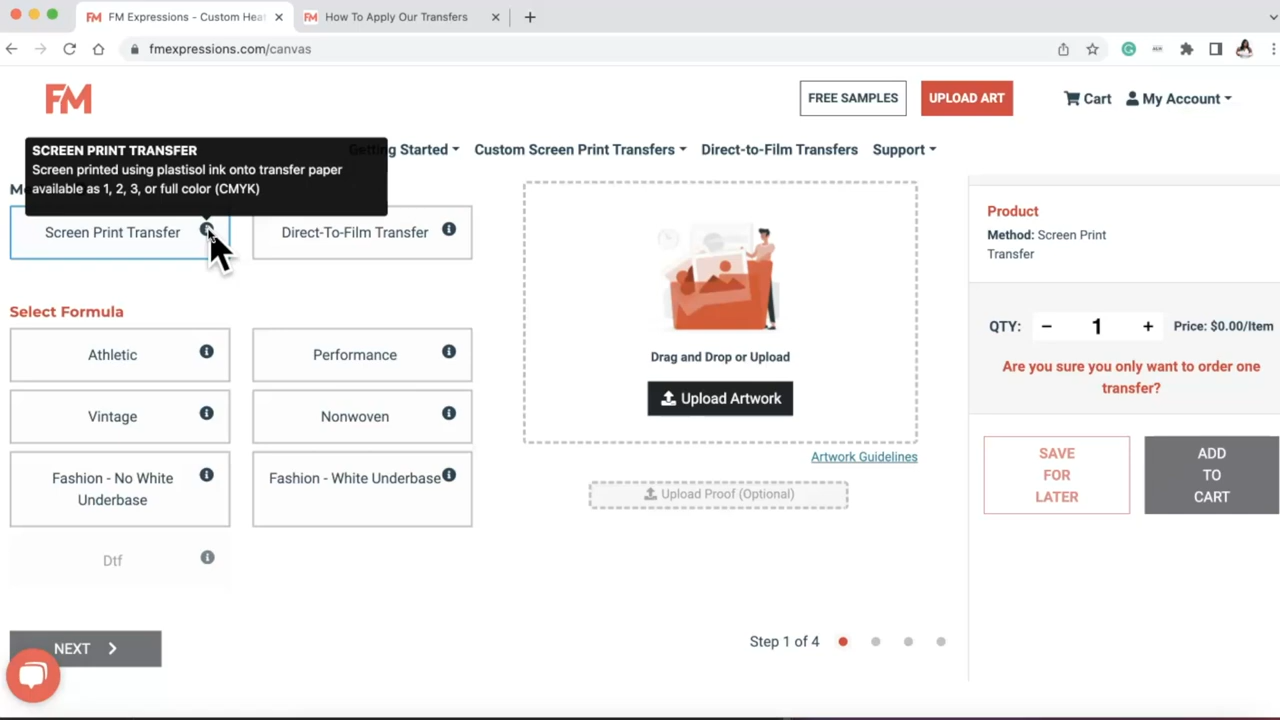 FM FM Expressions - Custom Hea
FM How To Apply Our Transfers
fmexpressions.com/canvas
FM
FREE SAMPLES
UPLOAD ART
Cart
My Account
SCREEN PRINT TRANSFER
Screen printed using plastisol ink onto transfer paper
available as 1, 2, 3, or full color (CMYK)
Getting Started
Custom Screen Print Transfers
Direct-to-Film Transfers
Support
Screen Print Transfer
Direct-To-Film Transfer
Select Formula
Athletic
Performance
Vintage
Nonwoven
Fashion - No White
Underbase
Fashion - White Underbase
Dtf
NEXT
Drag and Drop or Upload
Upload Artwork
Artwork Guidelines
Upload Proof (Optional)
Step 1 of 4
Product
Method: Screen Print
Transfer
QTY: − 1 + Price: $0.00/Item
Are you sure you only want to order one
transfer?
SAVE
FOR
LATER
ADD
TO
CART